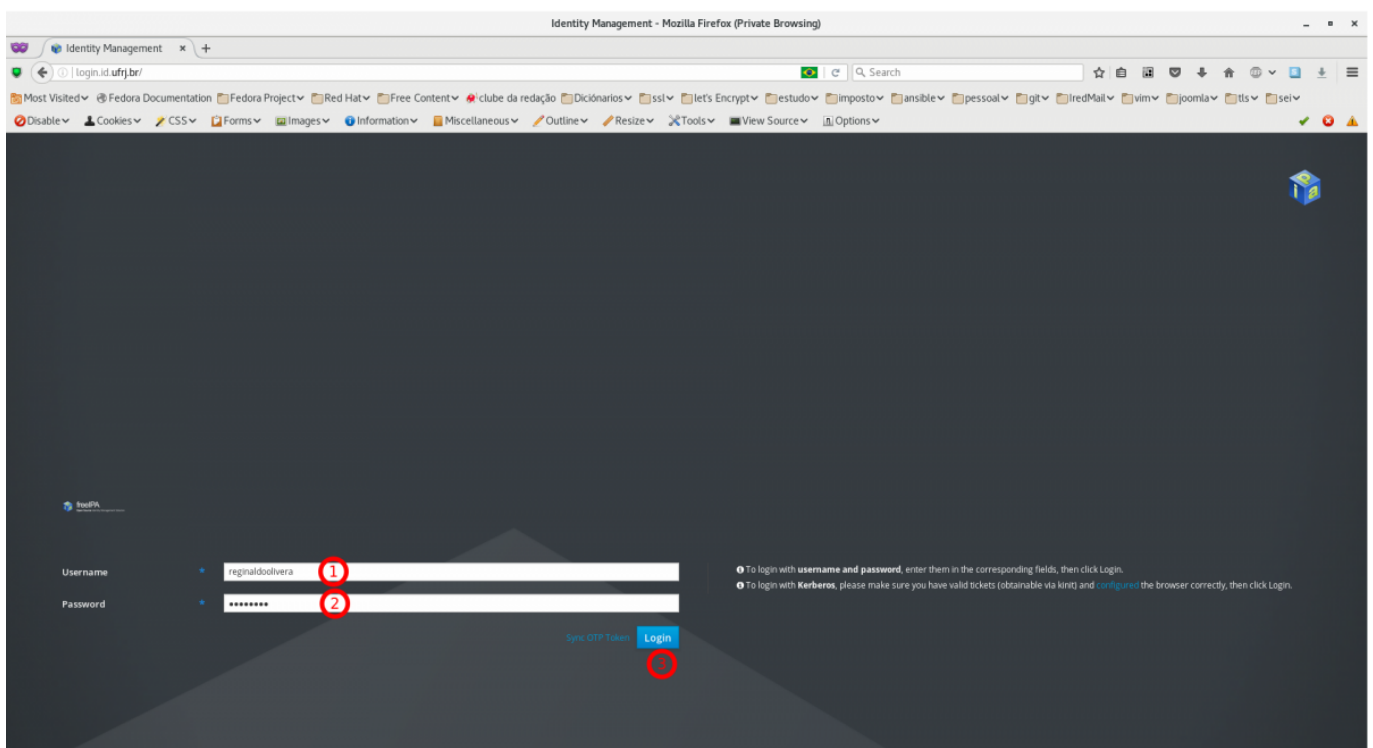 Identity Management - Mozilla Firefox (Private Browsing)
Identity Management
login.id.ufrj.br/
Search
Most Visited Fedora Documentation Fedora Project Red Hat Free Content clube da redação Diciónarios ssl let's Encrypt estudo imposto ansible pessoal git IredMail vim joomla tls sei
Disable Cookies CSS Forms Images Information Miscellaneous Outline Resize Tools View Source Options
freeIPA
Username * reginaldoolivera 1
To login with username and password, enter them in the corresponding fields, then click Login.
To login with Kerberos, please make sure you have valid tickets (obtainable via kinit) and configured the browser correctly, then click Login.
Password * •••••••• 2
Sync OTP Token Login
3